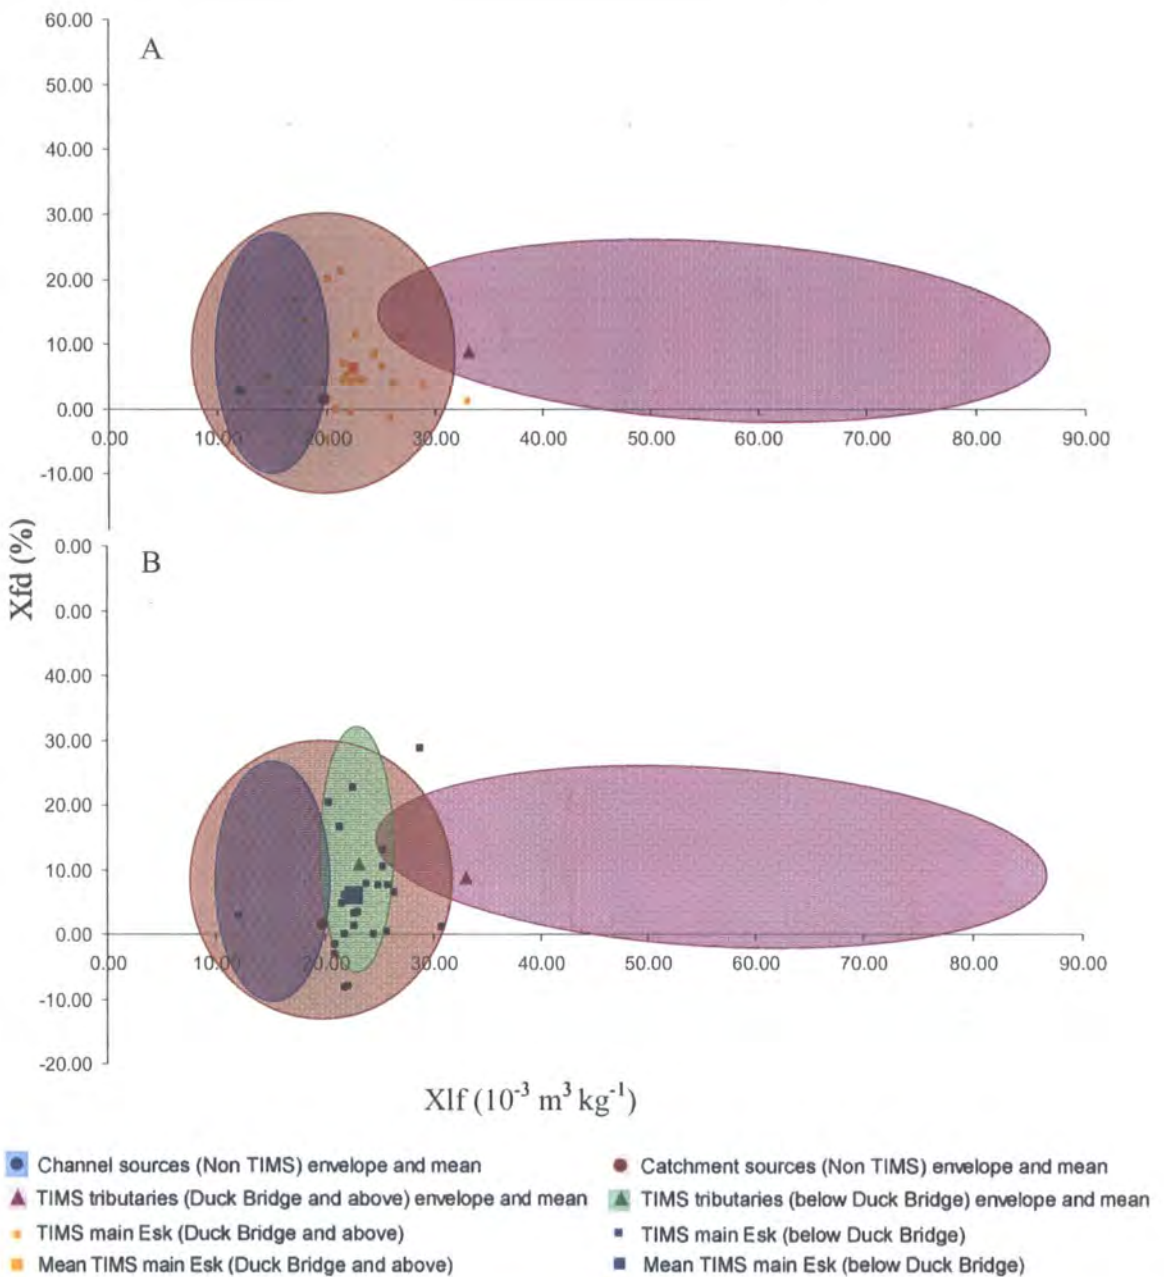 60.00
A
50.00
40.00
30.00
20.00
10.00
0.00
0.00 10.00 20.00 30.00 40.00 50.00 60.00 70.00 80.00 90.00
-10.00
Xfd (%)
0.00
B
0.00
40.00
30.00
20.00
10.00
0.00
0.00 10.00 20.00 30.00 40.00 50.00 60.00 70.00 80.00 90.00
-10.00
-20.00
Xlf (10⁻³ m³ kg⁻¹)
Channel sources (Non TIMS) envelope and mean
Catchment sources (Non TIMS) envelope and mean
TIMS tributaries (Duck Bridge and above) envelope and mean
TIMS tributaries (below Duck Bridge) envelope and mean
TIMS main Esk (Duck Bridge and above)
TIMS main Esk (below Duck Bridge)
Mean TIMS main Esk (Duck Bridge and above)
Mean TIMS main Esk (below Duck Bridge)